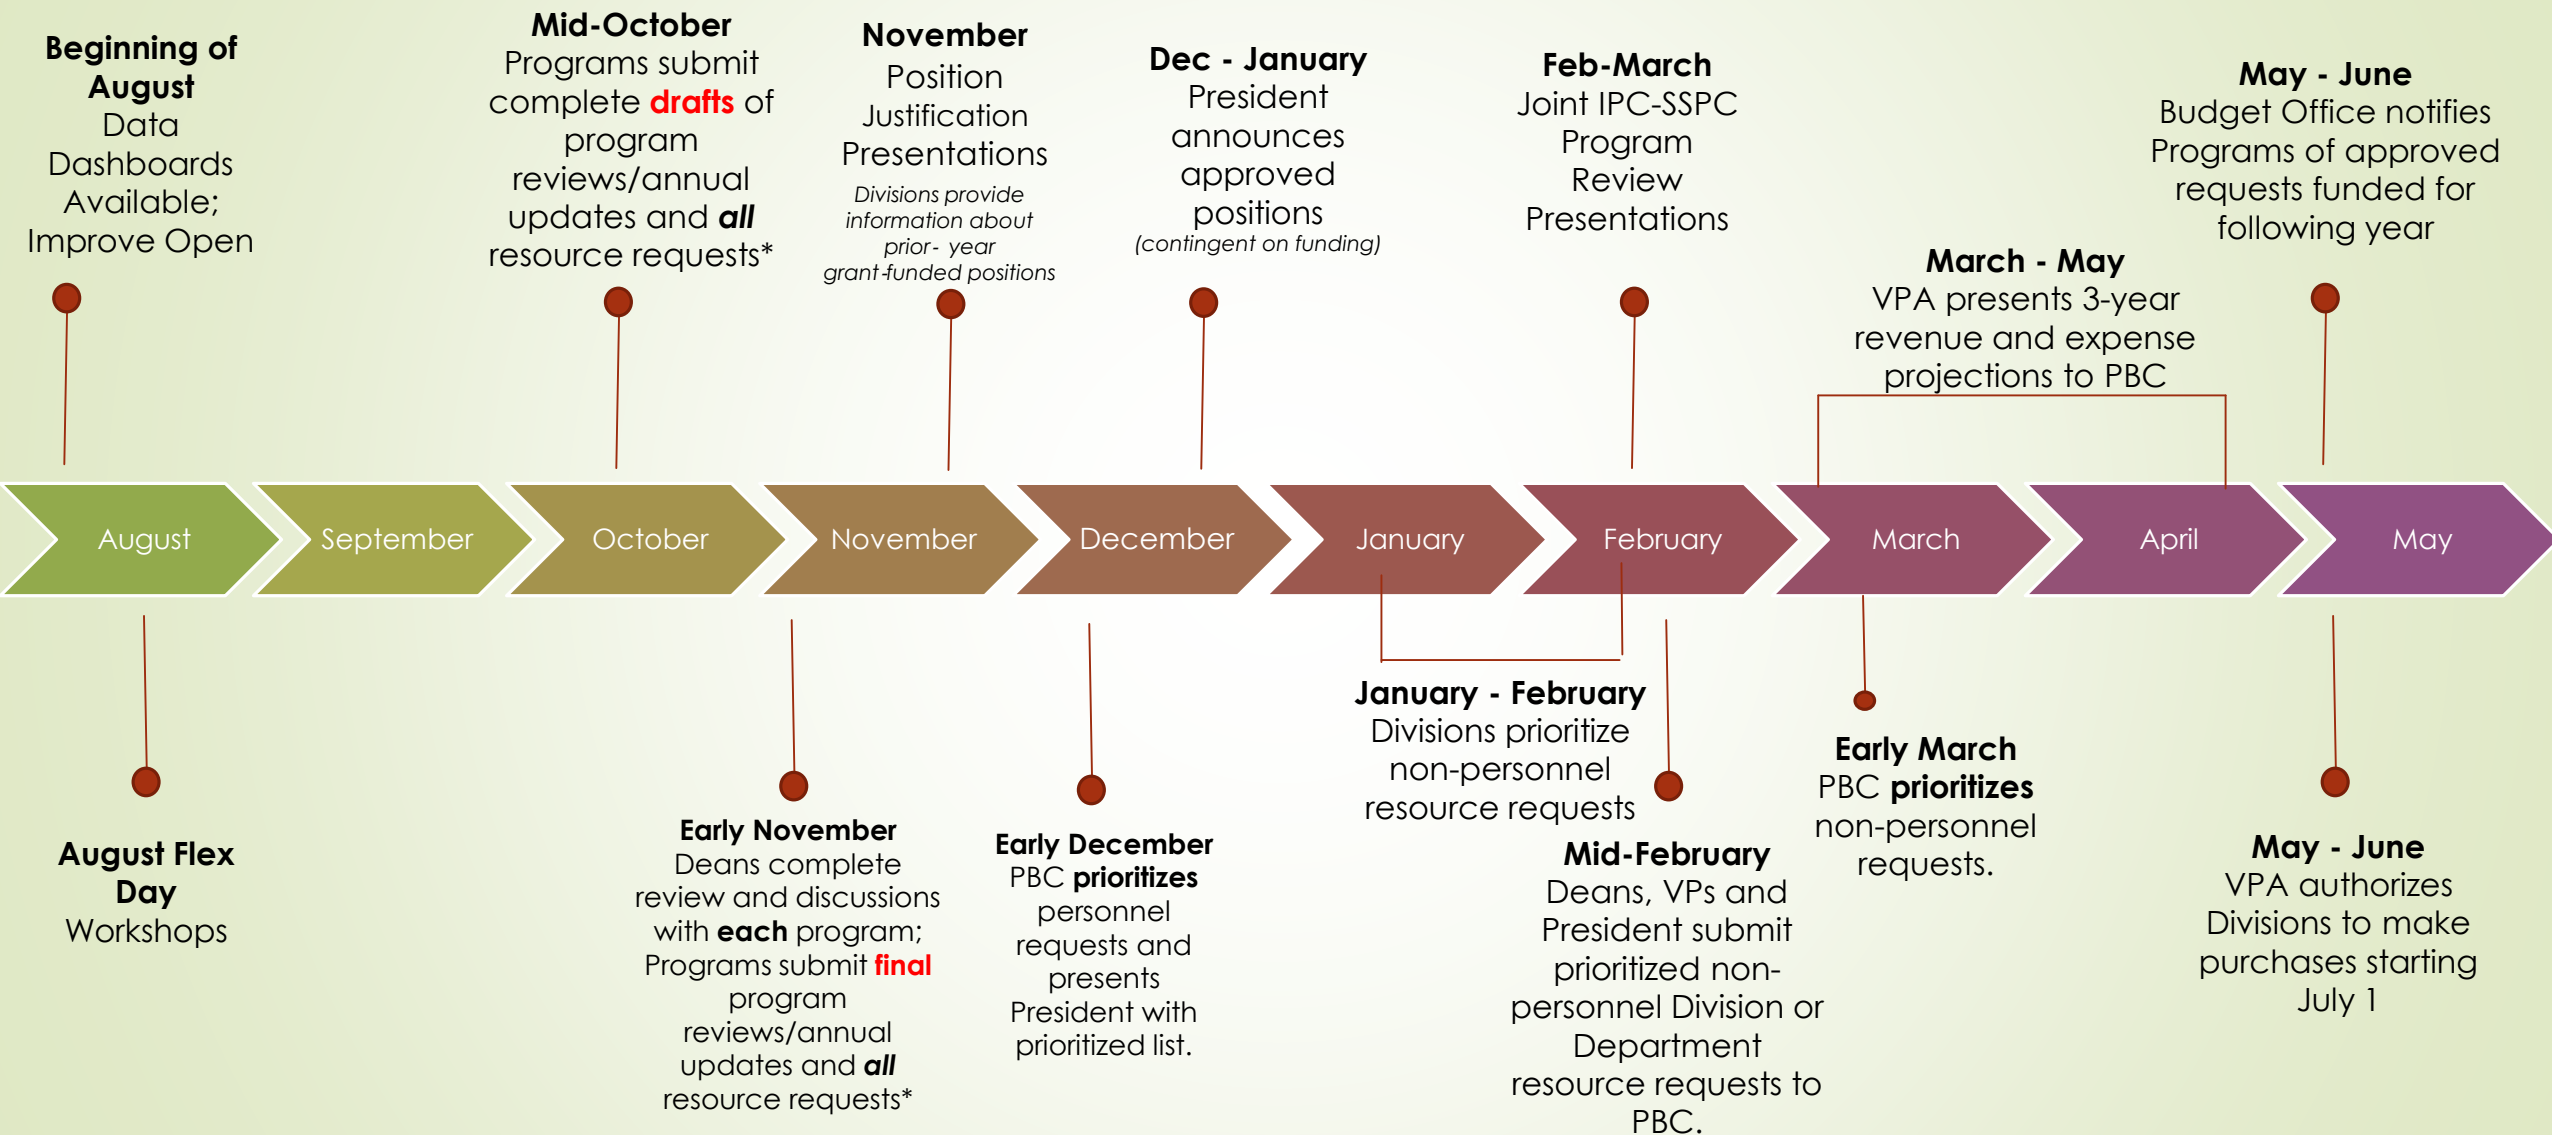 Beginning of
August
Data
Dashboards
Available;
Improve Open
Mid-October
Programs submit
complete drafts of
program
reviews/annual
updates and all
resource requests*
November
Position
Justification
Presentations
Divisions provide
information about
prior- year
grant-funded positions
Dec - January
President
announces
approved
positions
(contingent on funding)
Feb-March
Joint IPC-SSPC
Program
Review
Presentations
March - May
VPA presents 3-year
revenue and expense
projections to PBC
May - June
Budget Office notifies
Programs of approved
requests funded for
following year
August
September
October
November
December
January
February
March
April
May
August Flex
Day
Workshops
Early November
Deans complete
review and discussions
with each program;
Programs submit final
program
reviews/annual
updates and all
resource requests*
Early December
PBC prioritizes
personnel
requests and
presents
President with
prioritized list.
January - February
Divisions prioritize
non-personnel
resource requests
Mid-February
Deans, VPs and
President submit
prioritized non-
personnel Division or
Department
resource requests to
PBC.
Early March
PBC prioritizes
non-personnel
requests.
May - June
VPA authorizes
Divisions to make
purchases starting
July 1